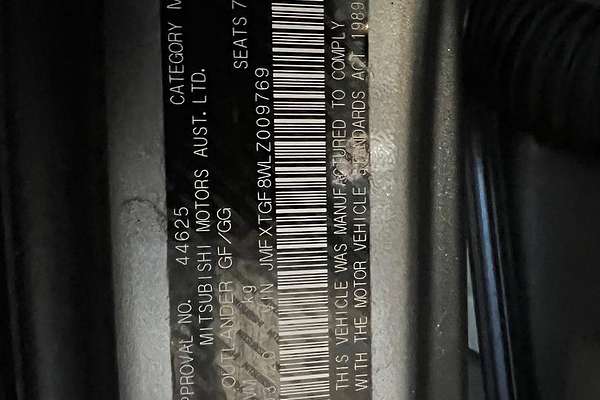 APPROVAL NO. 44625 CATEGORY M
MITSUBISHI MOTORS AUST. LTD.
OUTLANDER GF/GG SEATS 7
kg
VIN JMFXTGF8WLZ009769
THIS VEHICLE WAS MANUFACTURED TO COMPLY
WITH THE MOTOR VEHICLE STANDARDS ACT 1989